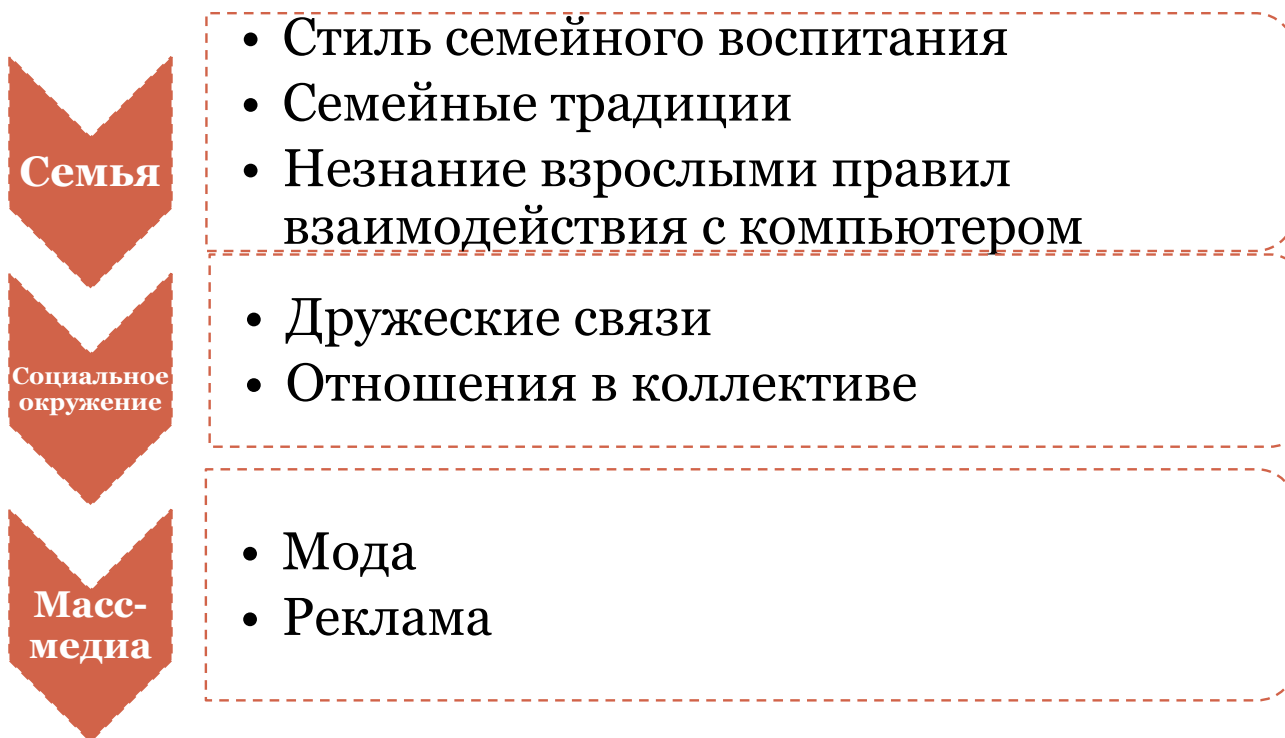 Семья
• Стиль семейного воспитания
• Семейные традиции
• Незнание взрослыми правил
взаимодействия с компьютером
Социальное
окружение
• Дружеские связи
• Отношения в коллективе
Масс-
медиа
• Мода
• Реклама